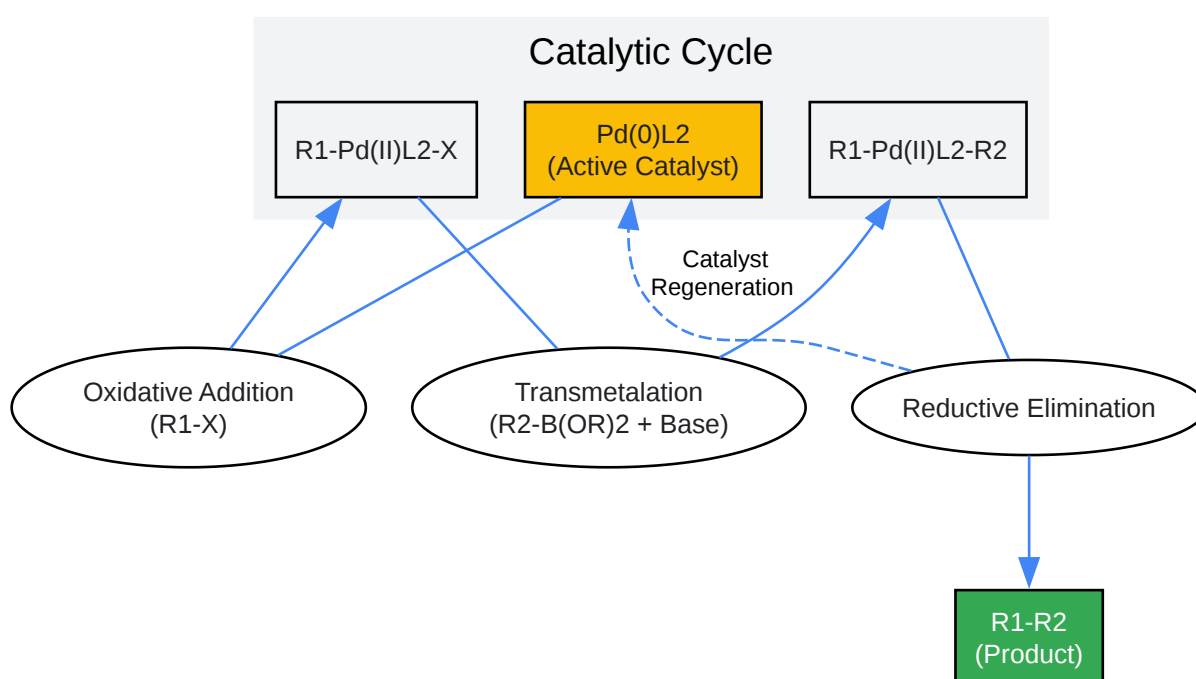 Catalytic Cycle
R1-Pd(II)L2-X
Pd(0)L2
(Active Catalyst)
R1-Pd(II)L2-R2
Catalyst
Regeneration
Oxidative Addition
(R1-X)
Transmetalation
(R2-B(OR)2 + Base)
Reductive Elimination
R1-R2
(Product)